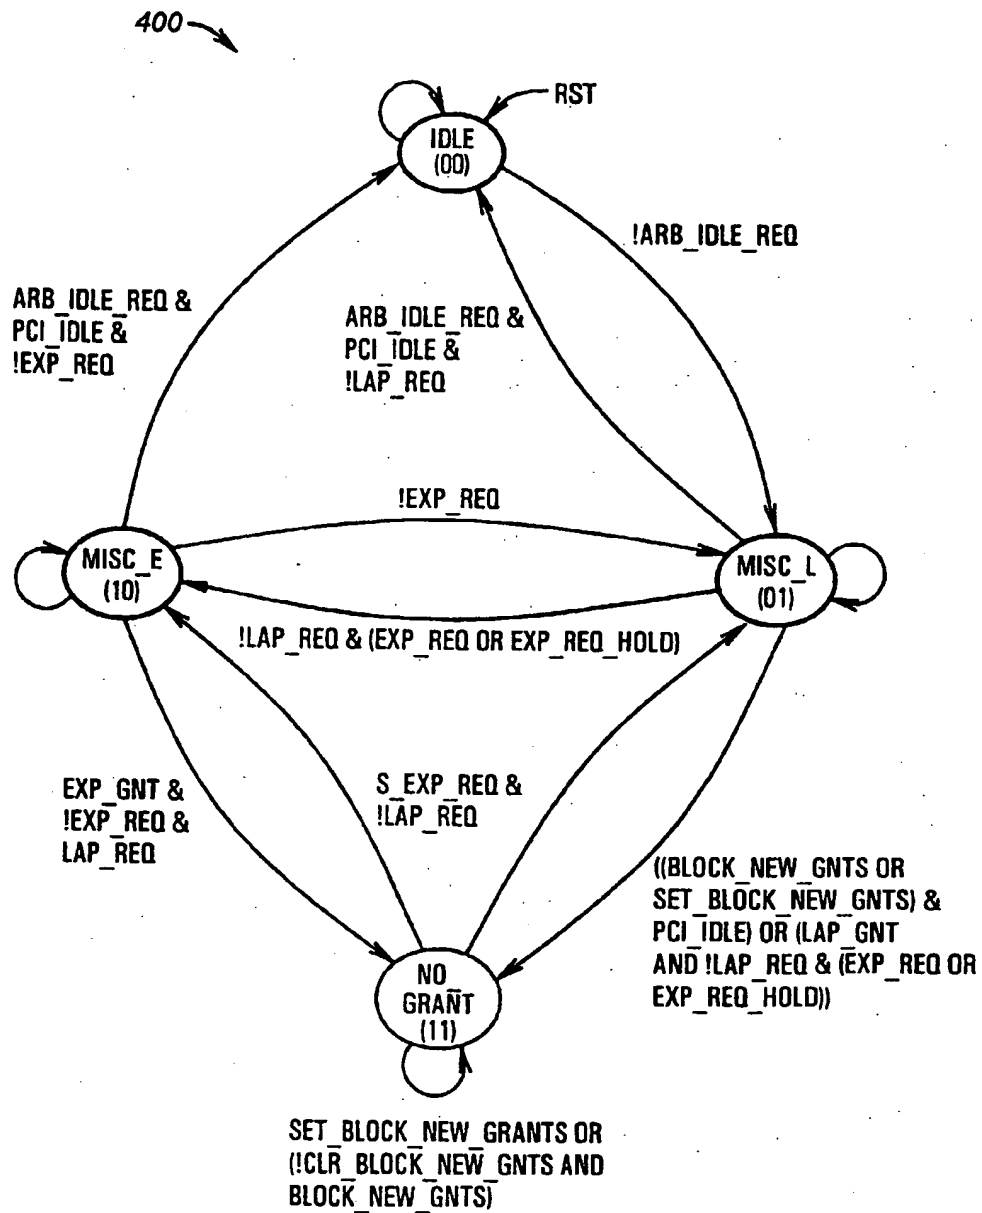 400
RST
IDLE
(00)
!ARB_IDLE_REQ
ARB_IDLE_REQ &
PCI_IDLE &
!EXP_REQ
ARB_IDLE_REQ &
PCI_IDLE &
!LAP_REQ
!EXP_REQ
MISC_E
(10)
MISC_L
(01)
!LAP_REQ & (EXP_REQ OR EXP_REQ_HOLD)
EXP_GNT &
!EXP_REQ &
LAP_REQ
S_EXP_REQ &
!LAP_REQ
((BLOCK_NEW_GNTS OR
SET_BLOCK_NEW_GNTS) &
PCI_IDLE) OR (LAP_GNT
AND !LAP_REQ & (EXP_REQ OR
EXP_REQ_HOLD))
NO_
GRANT
(11)
SET_BLOCK_NEW_GRANTS OR
(!CLR_BLOCK_NEW_GNTS AND
BLOCK_NEW_GNTS)